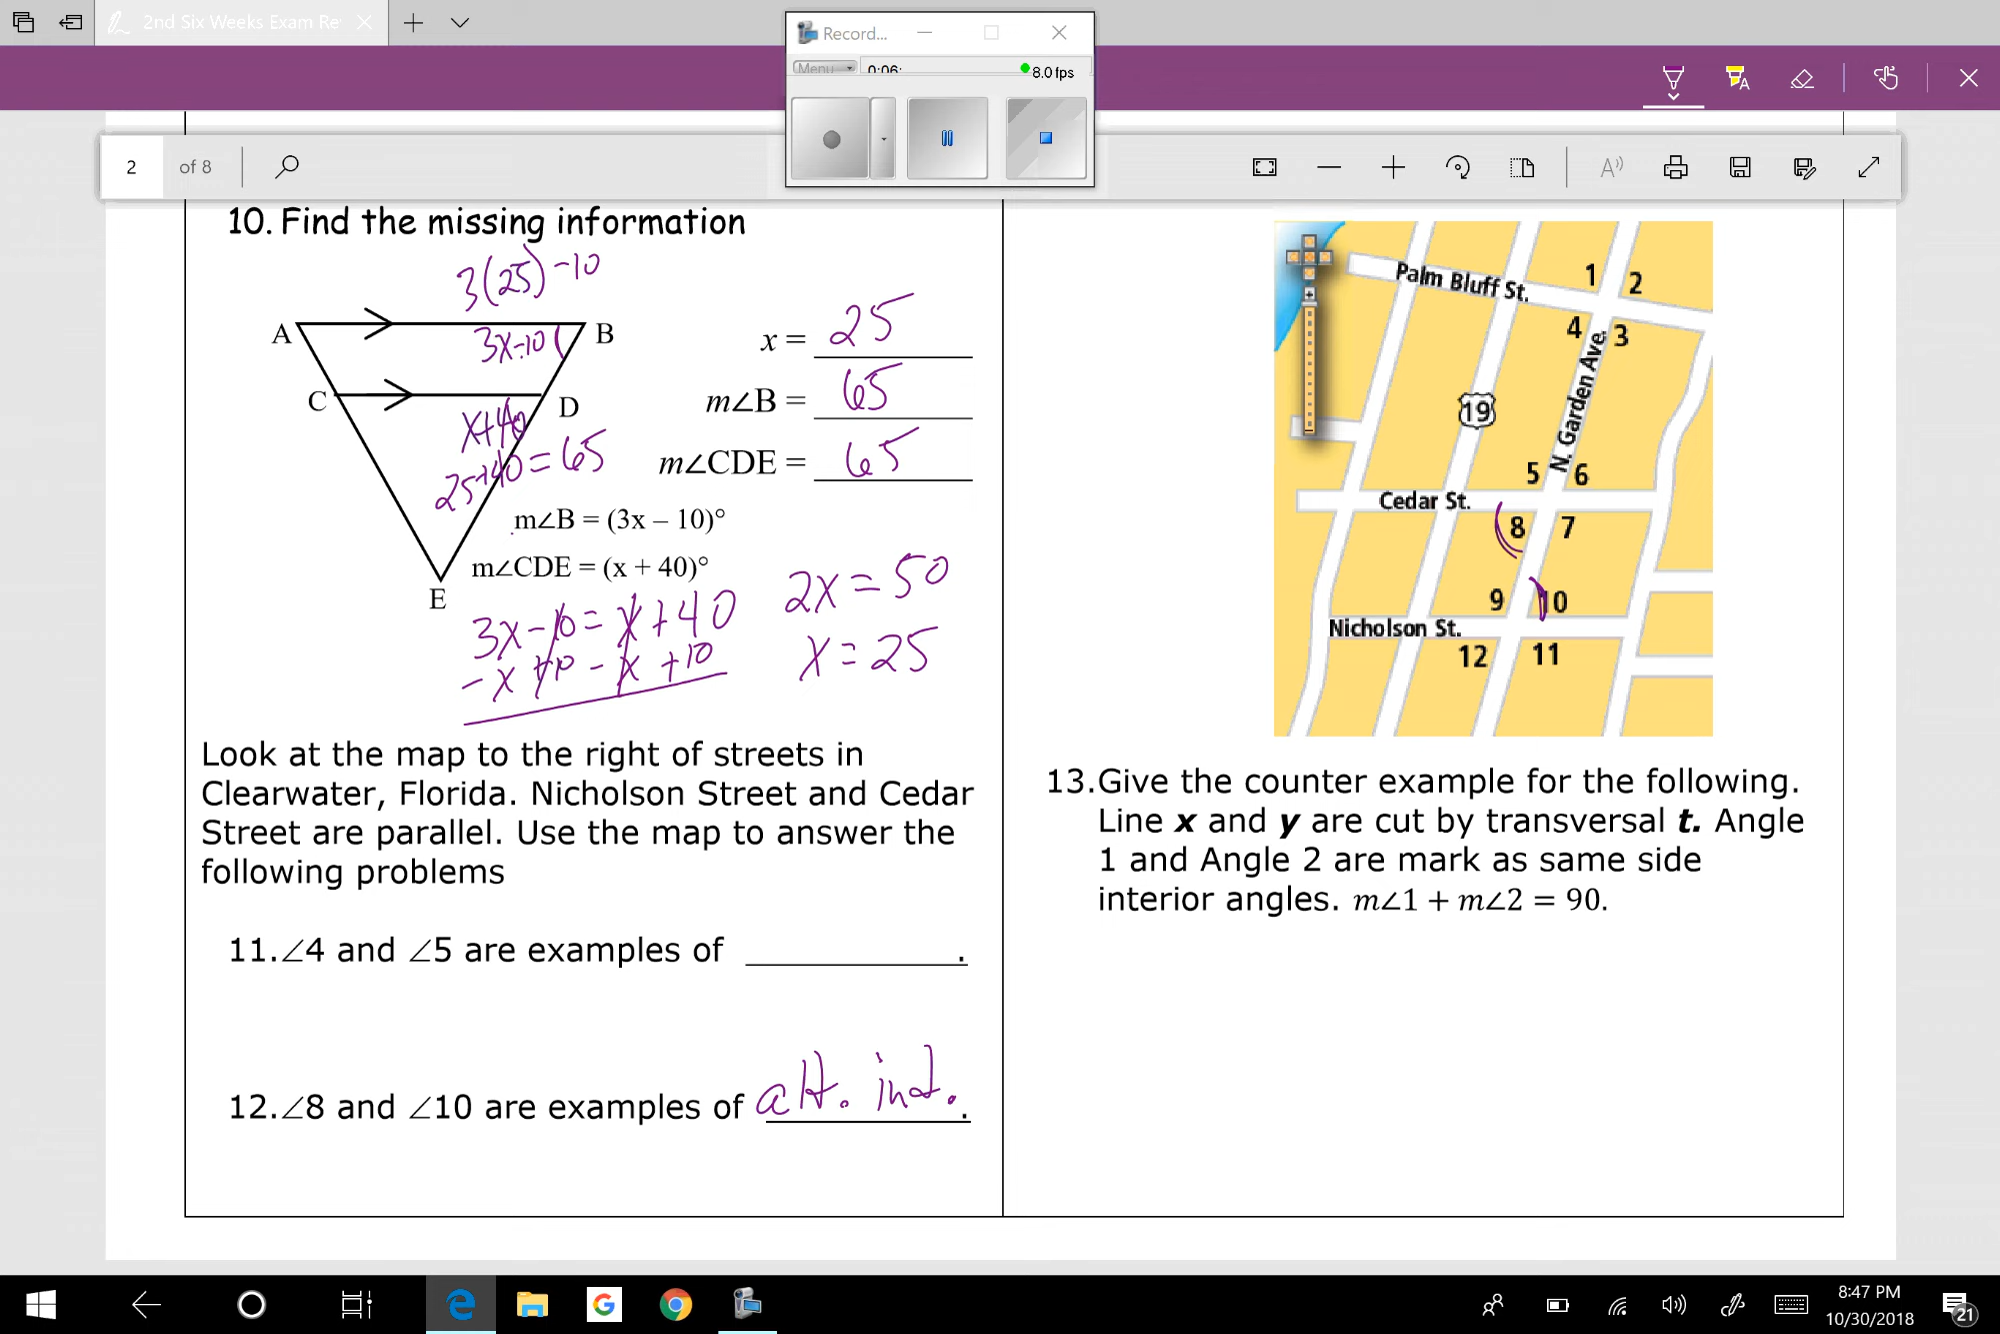 2nd Six Weeks Exam Re
Record...
Menu
0:06:
8.0 fps
2 of 8
10. Find the missing information
3(25)-10
A
B
3x-10
C
D
x+40
25+40=65
E
x = 25
m∠B = 65
m∠CDE = 65
m∠B = (3x – 10)°
m∠CDE = (x + 40)°
3x-10=x+40
-x+10-x+10
2x=50
x=25
Look at the map to the right of streets in
Clearwater, Florida. Nicholson Street and Cedar
Street are parallel. Use the map to answer the
following problems
11.∠4 and ∠5 are examples of ____________.
12.∠8 and ∠10 are examples of alt. int..
Palm Bluff St.
1
2
4
3
N. Garden Ave.
19
5
6
Cedar St.
8
7
9
10
Nicholson St.
12
11
13.Give the counter example for the following.
Line x and y are cut by transversal t. Angle
1 and Angle 2 are mark as same side
interior angles. m∠1 + m∠2 = 90.
8:47 PM
10/30/2018
21